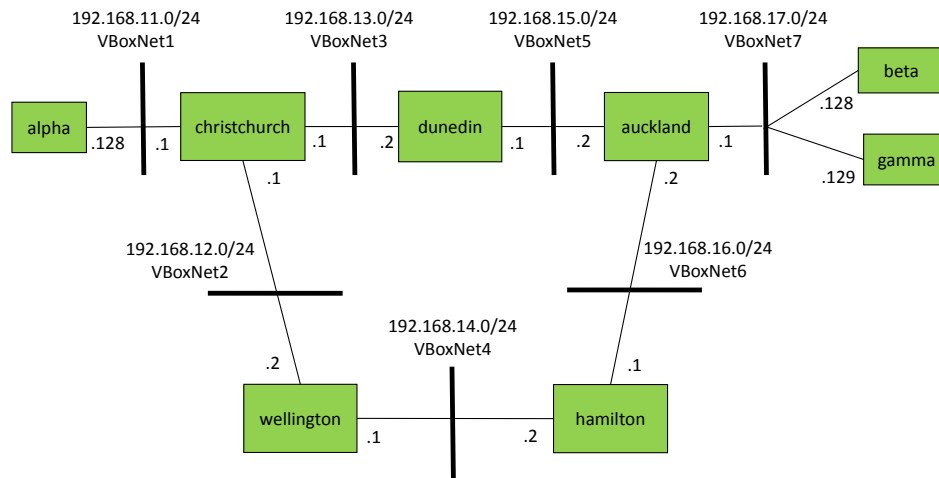 192.168.11.0/24
VBoxNet1
192.168.13.0/24
VBoxNet3
192.168.15.0/24
VBoxNet5
192.168.17.0/24
VBoxNet7
alpha
.128
.1
christchurch
.1
.1
.2
dunedin
.1
.2
auckland
.1
.2
beta
.128
gamma
.129
192.168.12.0/24
VBoxNet2
192.168.16.0/24
VBoxNet6
192.168.14.0/24
VBoxNet4
.2
wellington
.1
.2
hamilton
.1